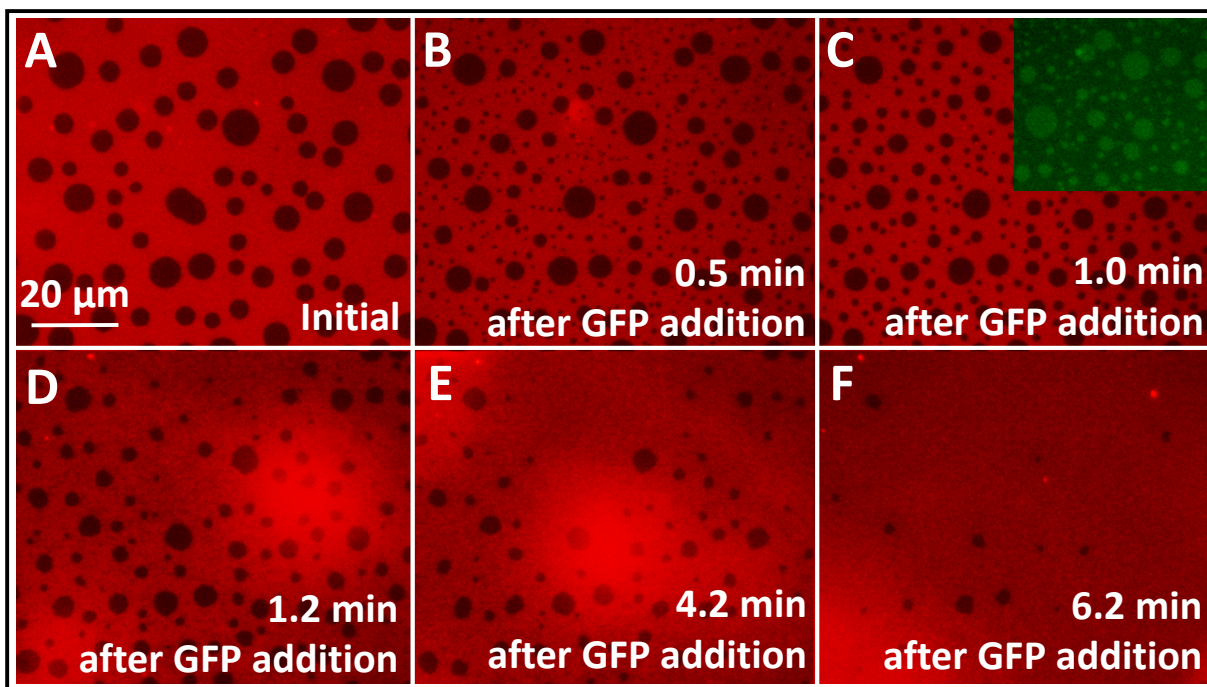 A
20 µm
Initial
B
0.5 min
after GFP addition
C
1.0 min
after GFP addition
D
1.2 min
after GFP addition
E
4.2 min
after GFP addition
F
6.2 min
after GFP addition